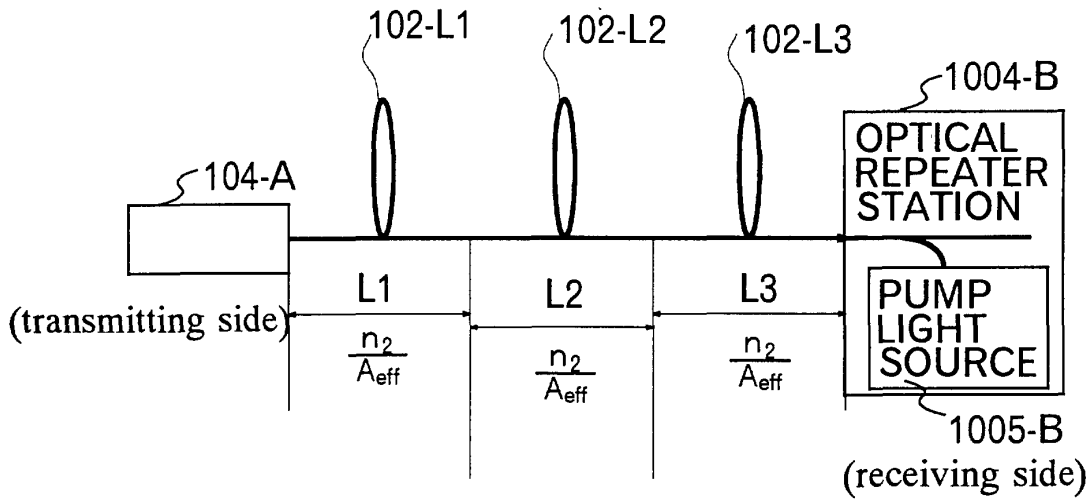 102-L1
102-L2
102-L3
1004-B
OPTICAL
REPEATER
STATION
104-A
L1
L2
L3
PUMP
LIGHT
SOURCE
(transmitting side)
n₂
Aeff
n₂
Aeff
n₂
Aeff
1005-B
(receiving side)